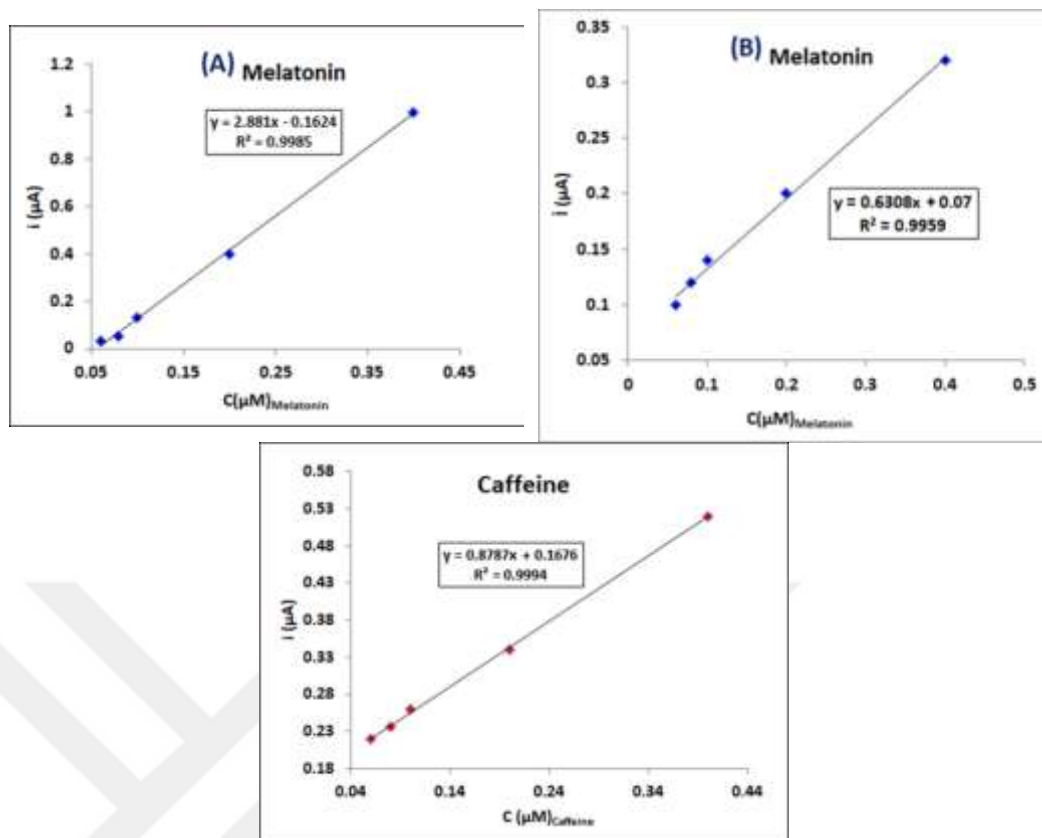 (A) Melatonin
1.2
1
0.8
0.6
0.4
0.2
0
y = 2.881x - 0.1624
R² = 0.9985
i (µA)
0.05 0.15 0.25 0.35 0.45
C(µM)Melatonin
(B) Melatonin
0.35
0.3
0.25
0.2
0.15
0.1
0.05
y = 0.6308x + 0.07
R² = 0.9959
i (µA)
0 0.1 0.2 0.3 0.4 0.5
C(µM)Melatonin
Caffeine
0.58
0.53
0.48
0.43
0.38
0.33
0.28
0.23
0.18
y = 0.8787x + 0.1676
R² = 0.9994
i (µA)
0.04 0.14 0.24 0.34 0.44
C (µM)Caffeine